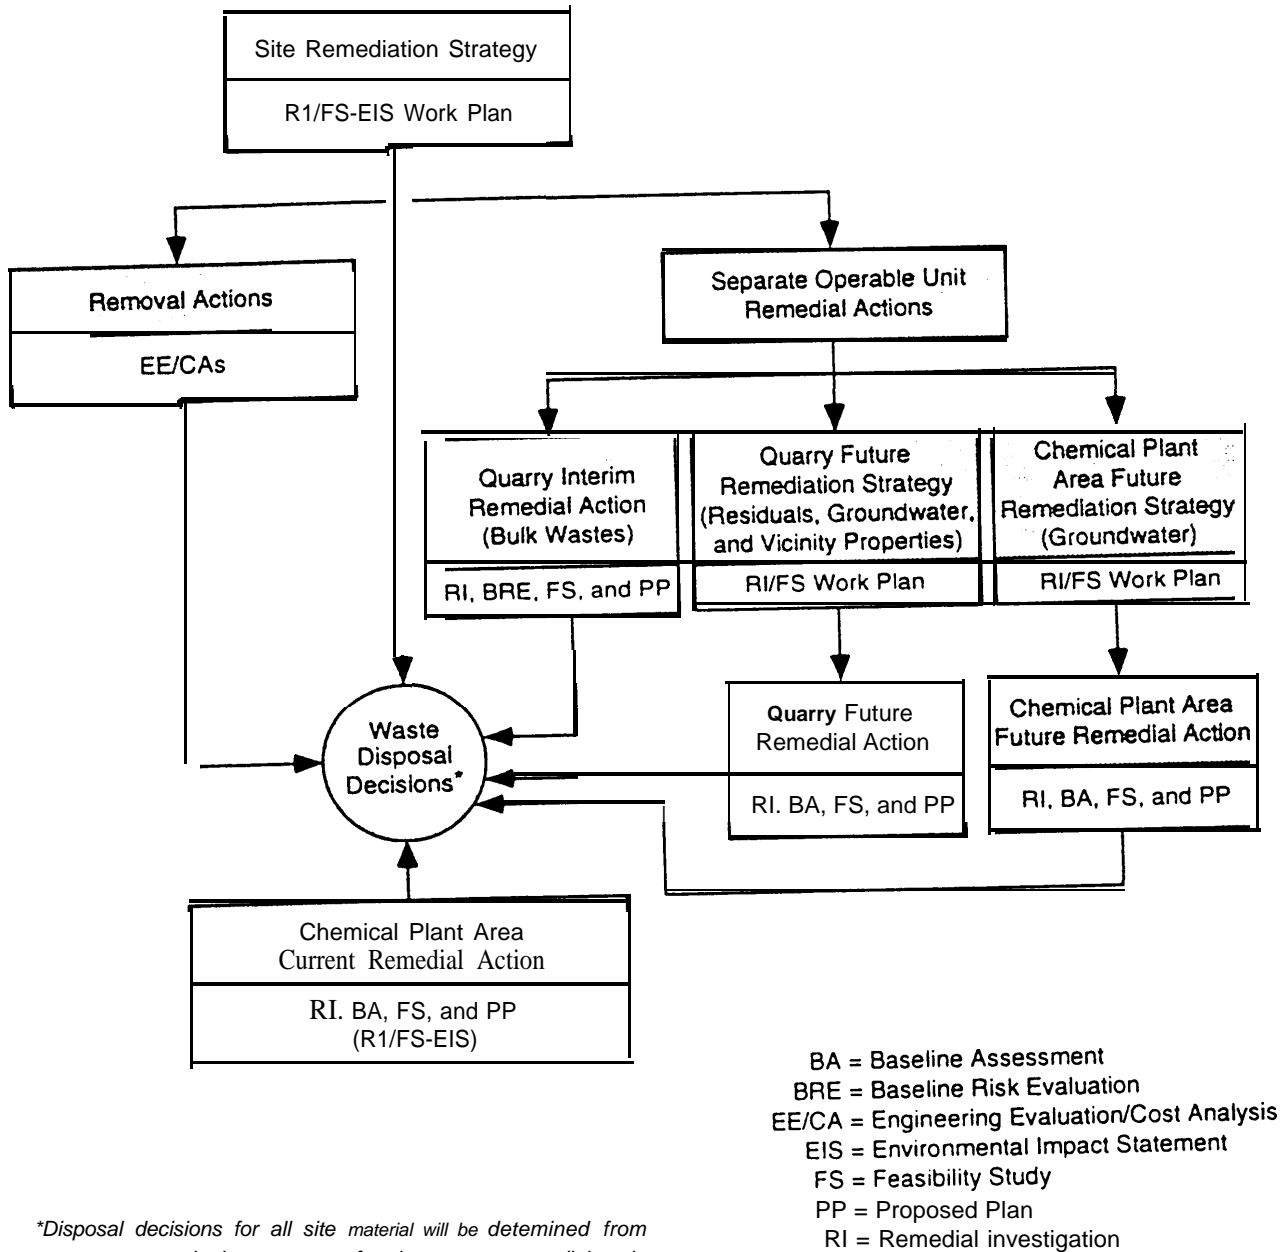 Site Remediation Strategy
R1/FS-EIS Work Plan
Removal Actions
EE/CAs
Separate Operable Unit
Remedial Actions
Quarry Interim
Remedial Action
(Bulk Wastes)
RI, BRE, FS, and PP
Quarry Future
Remediation Strategy
(Residuals, Groundwater,
and Vicinity Properties)
RI/FS Work Plan
Chemical Plant
Area Future
Remediation Strategy
(Groundwater)
RI/FS Work Plan
Waste
Disposal
Decisions*
Quarry Future
Remedial Action
RI. BA, FS, and PP
Chemical Plant Area
Future Remedial Action
RI, BA, FS, and PP
Chemical Plant Area
Current Remedial Action
RI. BA, FS, and PP
(R1/FS-EIS)
BA = Baseline Assessment
BRE = Baseline Risk Evaluation
EE/CA = Engineering Evaluation/Cost Analysis
EIS = Environmental Impact Statement
FS = Feasibility Study
PP = Proposed Plan
RI = Remedial investigation
*Disposal decisions for all site material will be detemined from